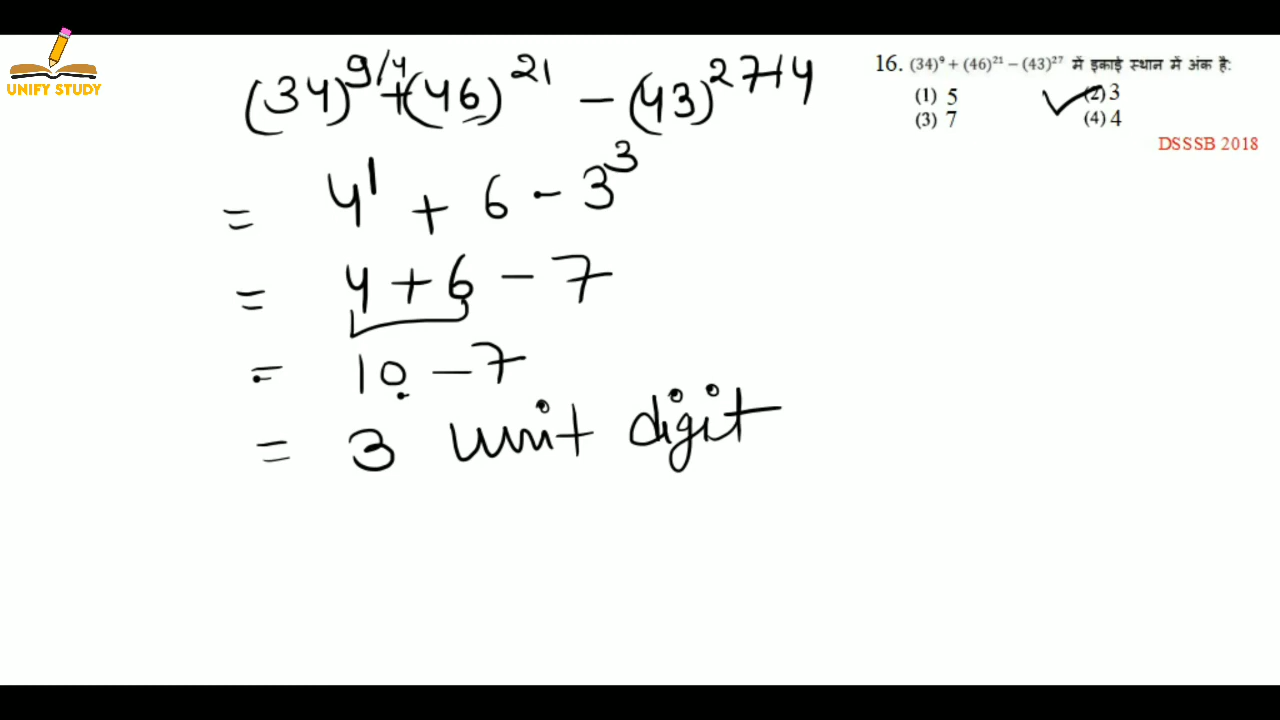 UNIFY STUDY
(34)^9/4 + (46)^21 - (43)^27÷4
= 4^1 + 6 - 3^3
= 4 + 6 - 7
= 10 - 7
= 3 unit digit
16. (34)⁹ + (46)²¹ – (43)²⁷ में इकाई स्थान में अंक है:
(1) 5 (2) 3
(3) 7 (4) 4
DSSSB 2018